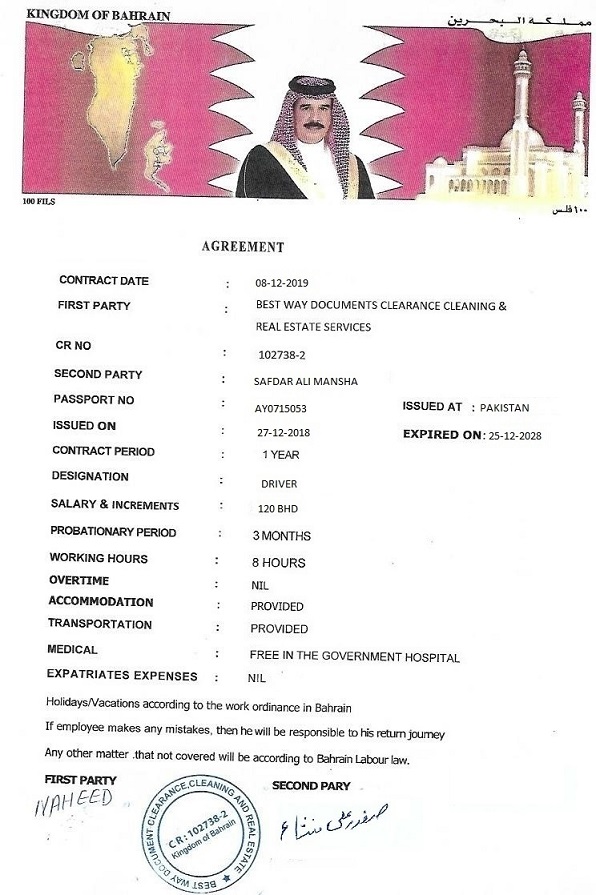 KINGDOM OF BAHRAIN
مملكة البحرين
100 FILS
١٠٠ فلس
AGREEMENT
CONTRACT DATE : 08-12-2019
FIRST PARTY : BEST WAY DOCUMENTS CLEARANCE CLEANING &
REAL ESTATE SERVICES
CR NO : 102738-2
SECOND PARTY : SAFDAR ALI MANSHA
PASSPORT NO : AY0715053 ISSUED AT : PAKISTAN
ISSUED ON : 27-12-2018 EXPIRED ON: 25-12-2028
CONTRACT PERIOD : 1 YEAR
DESIGNATION : DRIVER
SALARY & INCREMENTS : 120 BHD
PROBATIONARY PERIOD : 3 MONTHS
WORKING HOURS : 8 HOURS
OVERTIME : NIL
ACCOMMODATION : PROVIDED
TRANSPORTATION : PROVIDED
MEDICAL : FREE IN THE GOVERNMENT HOSPITAL
EXPATRIATES EXPENSES : NIL
Holidays/Vacations according to the work ordinance in Bahrain
If employee makes any mistakes, then he will be responsible to his return journey
Any other matter .that not covered will be according to Bahrain Labour law.
FIRST PARTY
SECOND PARY
NAHEED
صفدر علی منشاء
BEST WAY DOCUMENT CLEARANCE,CLEANING AND REAL ESTATE
CR: 102738-2
Kingdom of Bahrain